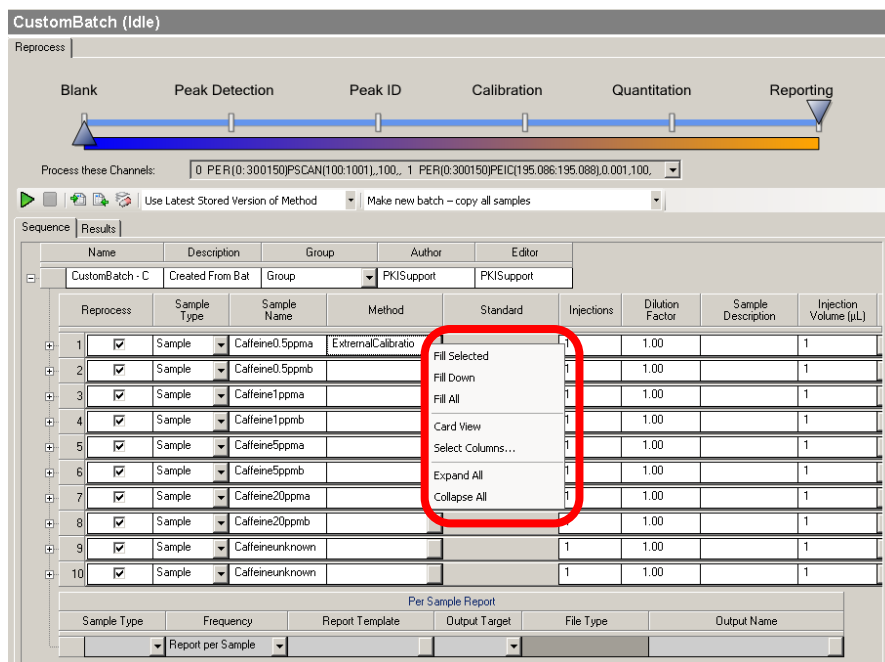 CustomBatch (Idle)
Reprocess
Blank Peak Detection Peak ID Calibration Quantitation Reporting
Process these Channels: 0 PER(0:300150)PSCAN(100:1001),,100,, 1 PER(0:300150)PEIC(195.086:195.088),0.001,100,
Use Latest Stored Version of Method Make new batch – copy all samples
Sequence Results
Name Description Group Author Editor
CustomBatch - C Created From Bat Group PKISupport PKISupport
Reprocess Sample Type Sample Name Method Standard Injections Dilution Factor Sample Description Injection Volume (µL)
1 Sample Caffeine0.5ppma ExtrernalCalibratio 1 1.00 1
2 Sample Caffeine0.5ppmb 1 1.00 1
3 Sample Caffeine1ppma 1 1.00 1
4 Sample Caffeine1ppmb 1 1.00 1
5 Sample Caffeine5ppma 1 1.00 1
6 Sample Caffeine5ppmb 1 1.00 1
7 Sample Caffeine20ppma 1 1.00 1
8 Sample Caffeine20ppmb 1 1.00 1
9 Sample Caffeineunknown 1 1.00 1
10 Sample Caffeineunknown 1 1.00 1
Fill Selected
Fill Down
Fill All
Card View
Select Columns...
Expand All
Collapse All
Per Sample Report
Sample Type Frequency Report Template Output Target File Type Output Name
Report per Sample